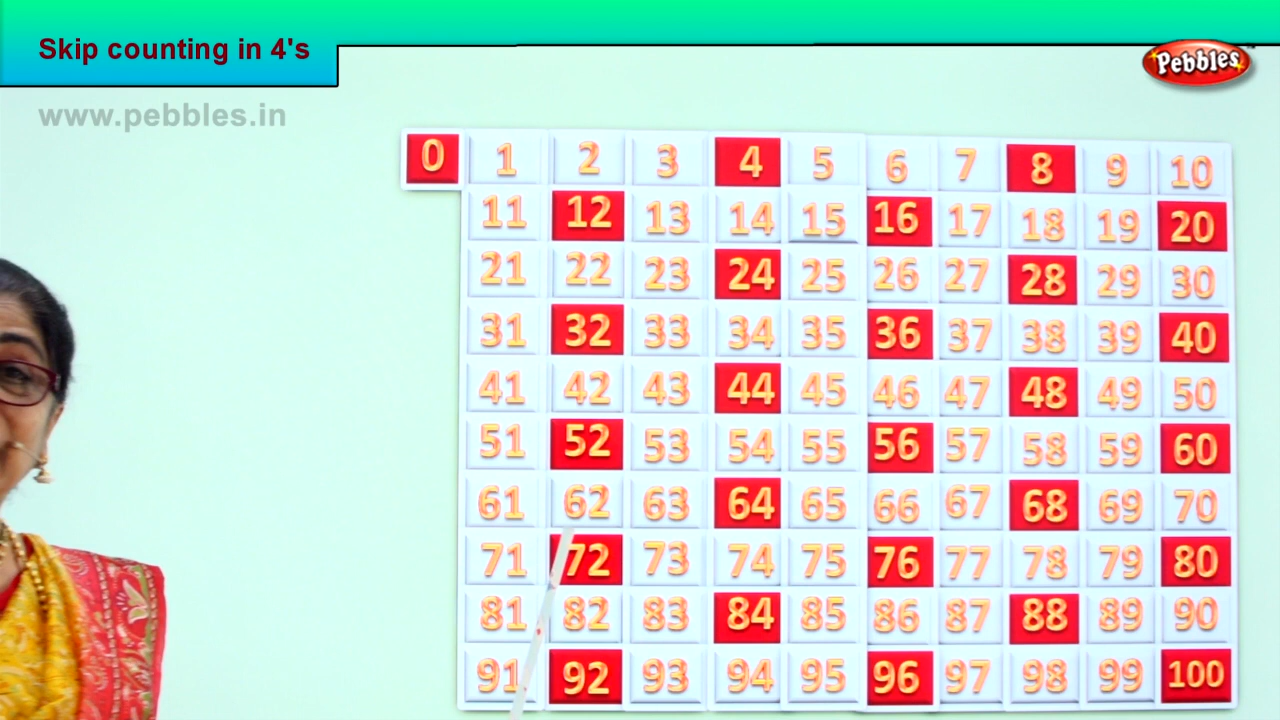 Skip counting in 4's
Pebbles
www.pebbles.in
0 1 2 3 4 5 6 7 8 9 10
11 12 13 14 15 16 17 18 19 20
21 22 23 24 25 26 27 28 29 30
31 32 33 34 35 36 37 38 39 40
41 42 43 44 45 46 47 48 49 50
51 52 53 54 55 56 57 58 59 60
61 62 63 64 65 66 67 68 69 70
71 72 73 74 75 76 77 78 79 80
81 82 83 84 85 86 87 88 89 90
91 92 93 94 95 96 97 98 99 100